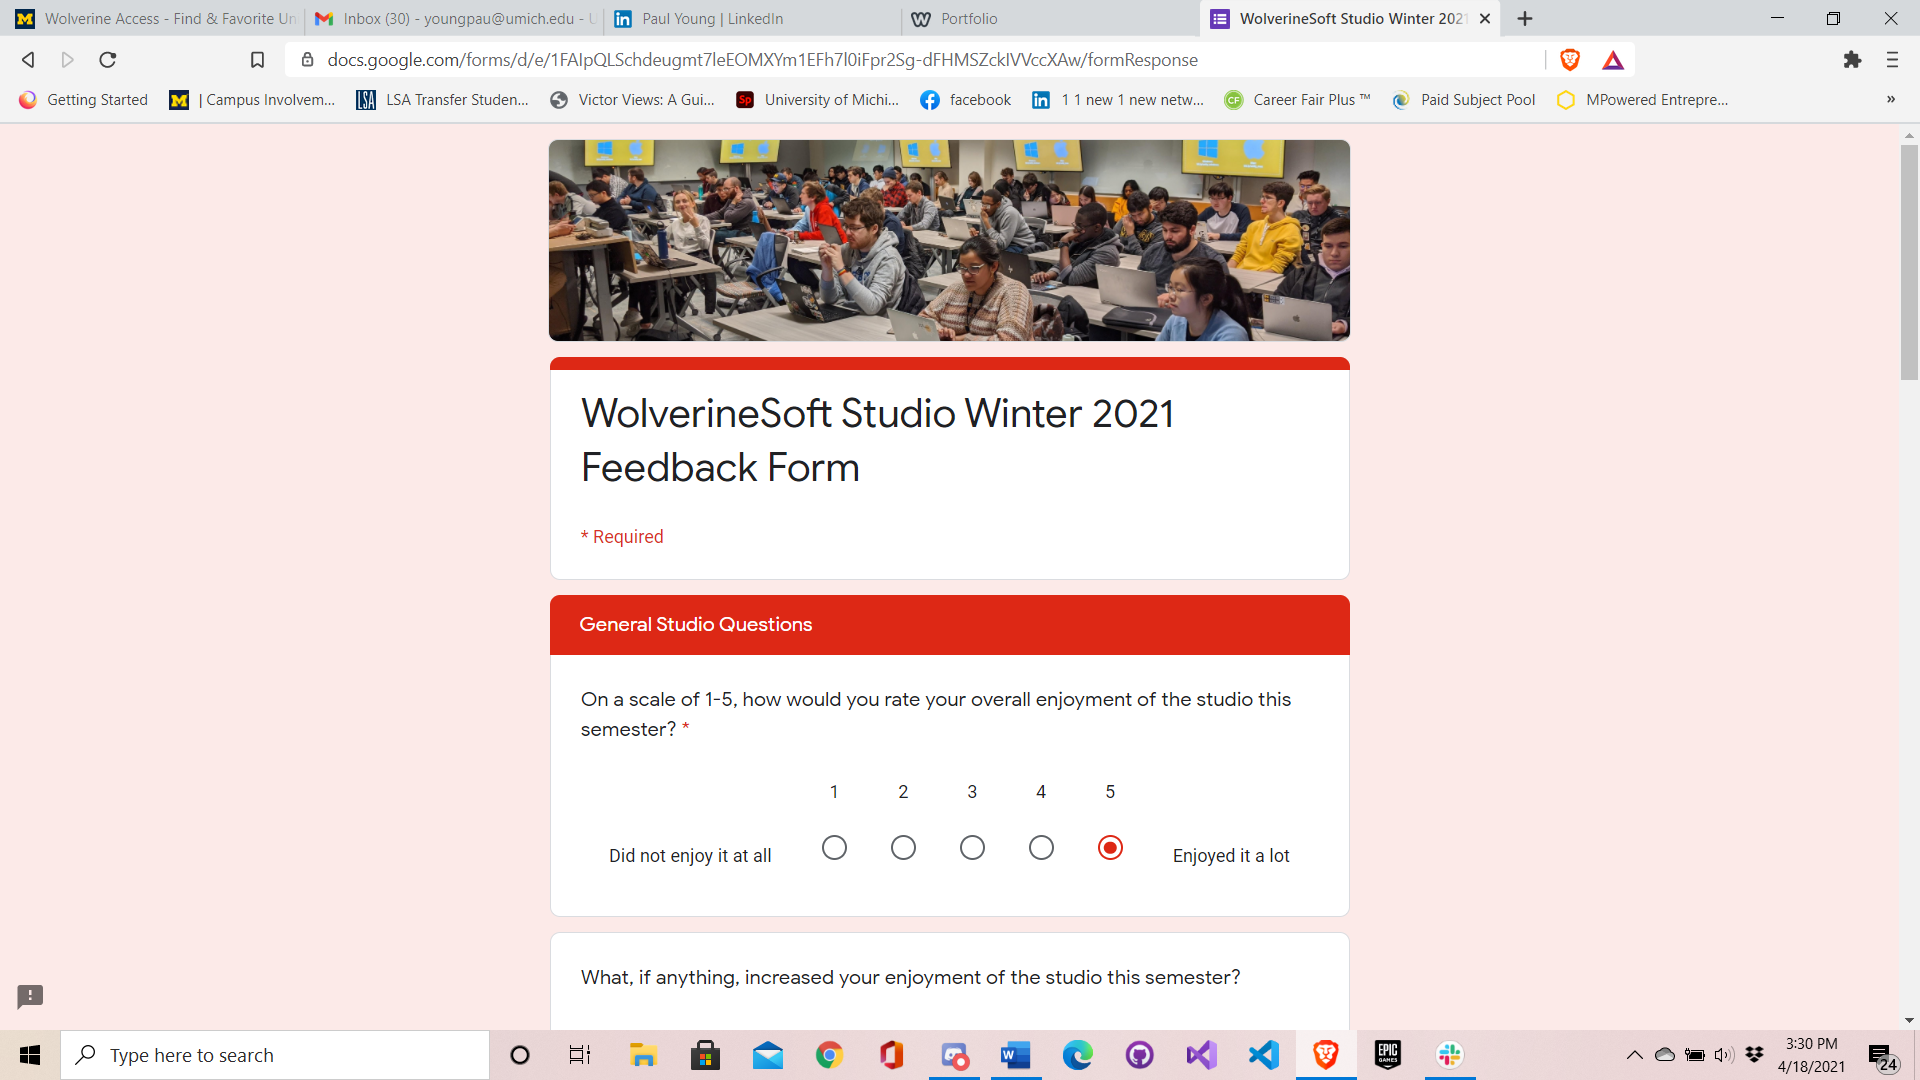 Wolverine Access - Find & Favorite Un
Inbox (30) - youngpau@umich.edu - U
Paul Young | LinkedIn
Portfolio
WolverineSoft Studio Winter 2021
docs.google.com/forms/d/e/1FAIpQLSchdeugmt7leEOMXYm1EFh7l0iFpr2Sg-dFHMSZckIVVccXAw/formResponse
Getting Started
| Campus Involvem...
LSA Transfer Studen...
Victor Views: A Gui...
University of Michi...
facebook
1 1 new 1 new netw...
Career Fair Plus ™
Paid Subject Pool
MPowered Entrepre...
»
WolverineSoft Studio Winter 2021
Feedback Form
* Required
General Studio Questions
On a scale of 1-5, how would you rate your overall enjoyment of the studio this
semester? *
1 2 3 4 5
Did not enjoy it at all
Enjoyed it a lot
What, if anything, increased your enjoyment of the studio this semester?
Type here to search
EPIC
GAMES
3:30 PM
4/18/2021
24